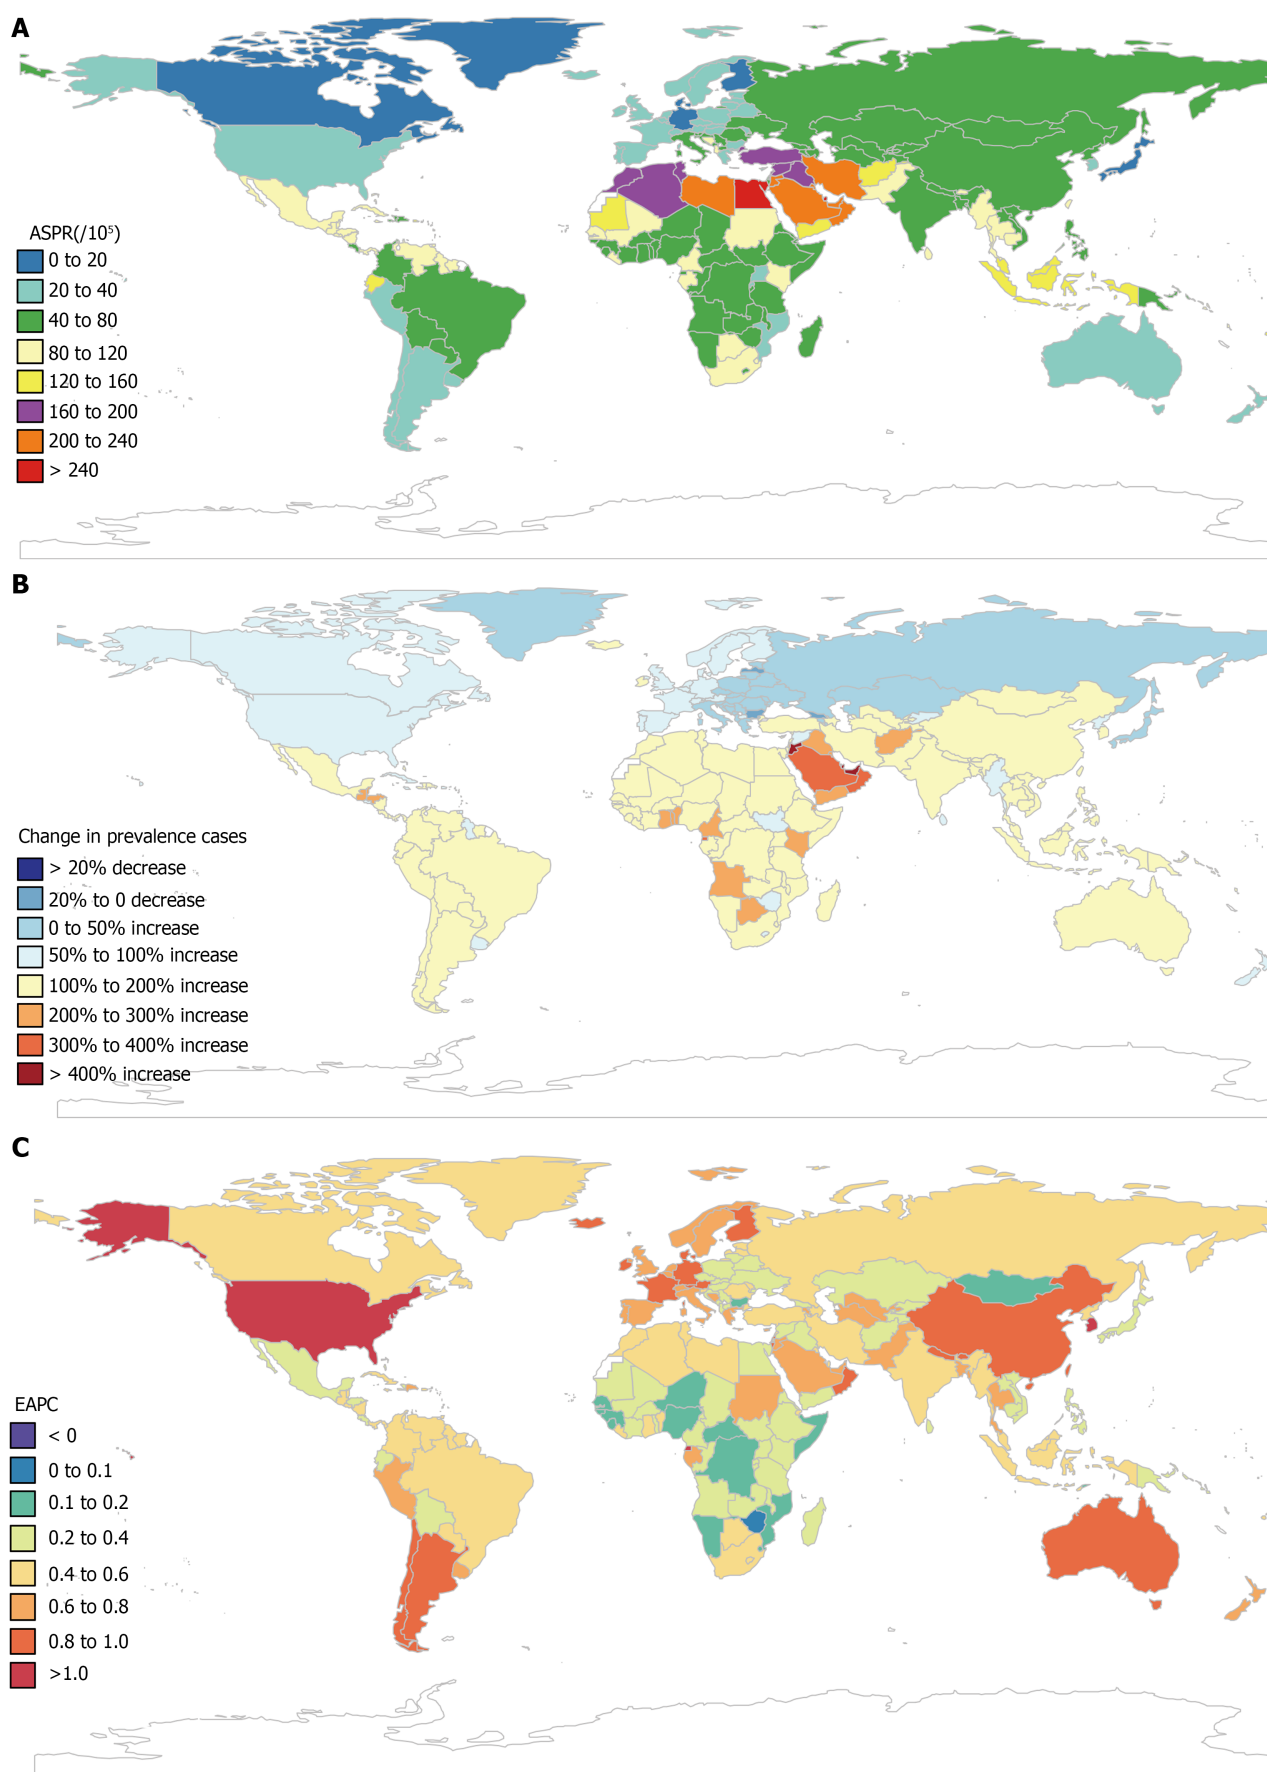 A
ASPR(/10⁵)
0 to 20
20 to 40
40 to 80
80 to 120
120 to 160
160 to 200
200 to 240
> 240
B
Change in prevalence cases
> 20% decrease
20% to 0 decrease
0 to 50% increase
50% to 100% increase
100% to 200% increase
200% to 300% increase
300% to 400% increase
> 400% increase
C
EAPC
< 0
0 to 0.1
0.1 to 0.2
0.2 to 0.4
0.4 to 0.6
0.6 to 0.8
0.8 to 1.0
>1.0